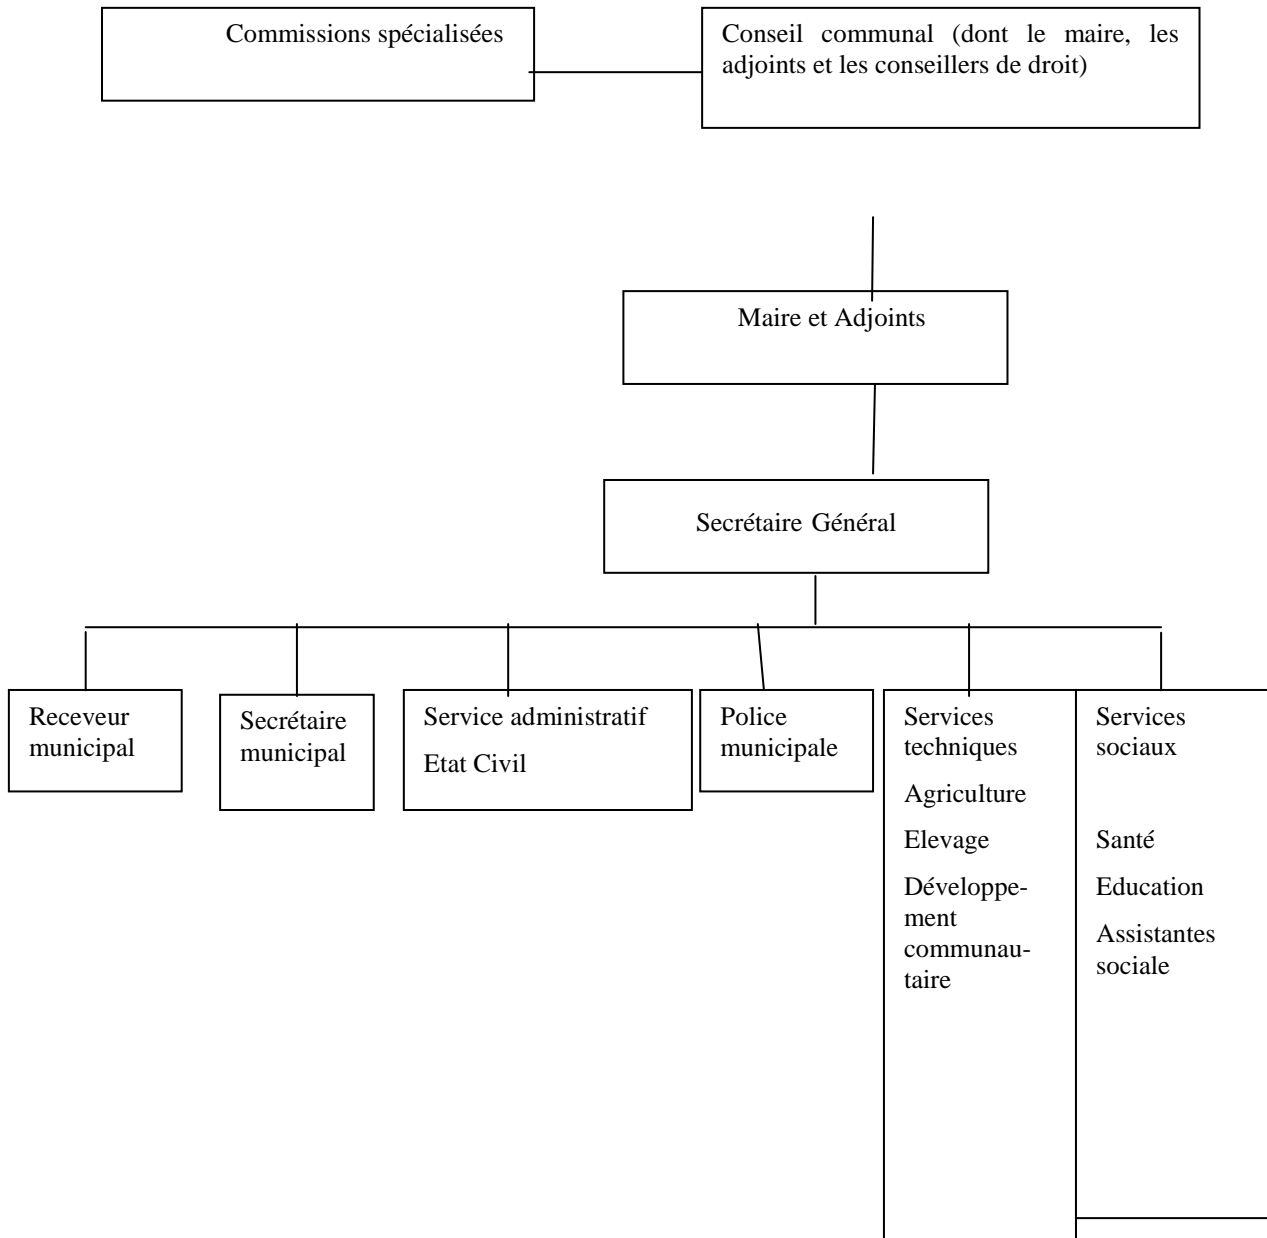 Commissions spécialisées
Conseil communal (dont le maire, les
adjoints et les conseillers de droit)
Maire et Adjoints
Secrétaire Général
Receveur
municipal
Secrétaire
municipal
Service administratif
Etat Civil
Police
municipale
Services
techniques
Agriculture
Elevage
Développe-
ment
communau-
taire
Services
sociaux
Santé
Education
Assistantes
sociale